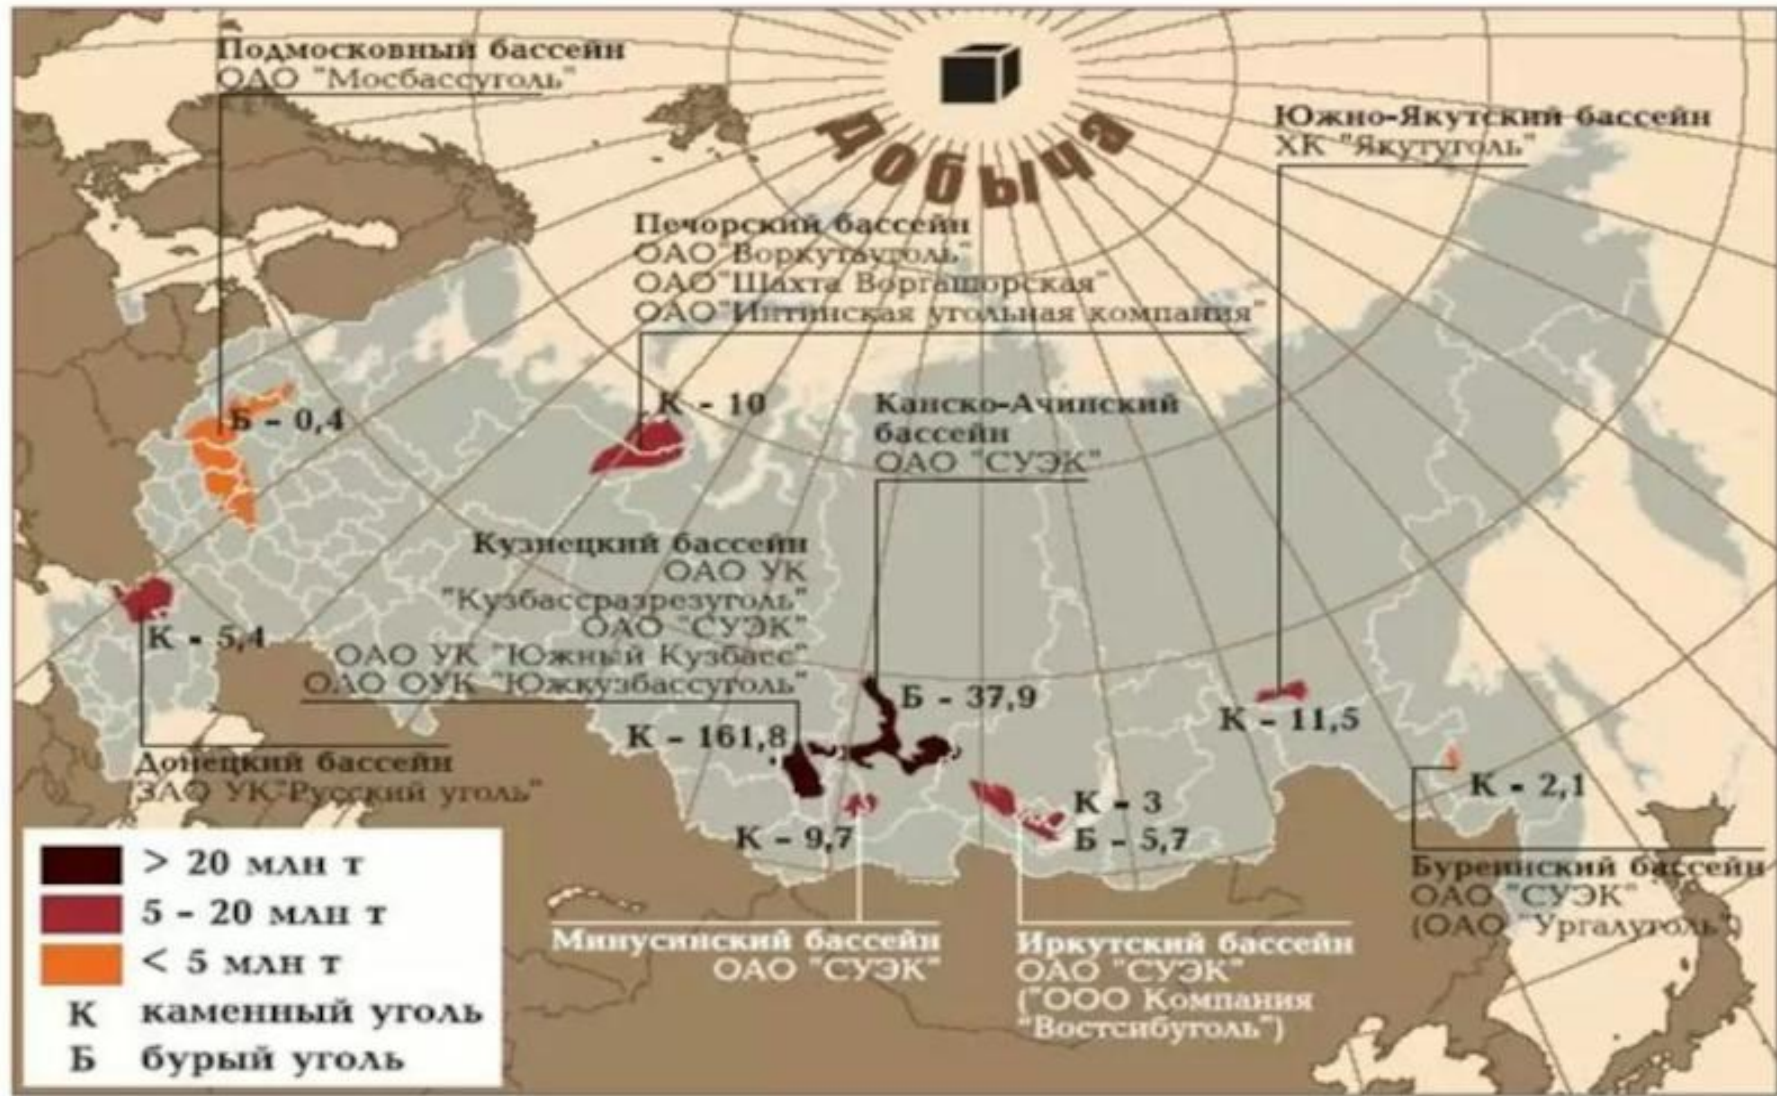 Подмосковный бассейн
ОАО "Мосбассуголь"
Добыча
Южно-Якутский бассейн
ХК "Якутуголь"
Печорский бассейн
ОАО"Воркутауголь"
ОАО"Шахта Воргашорская"
ОАО"Интинская угольная компания"
Б - 0,4
К - 10
Канско-Ачинский
бассейн
ОАО "СУЭК"
Кузнецкий бассейн
ОАО УК
"Кузбассразрезуголь"
ОАО "СУЭК"
ОАО УК "Южный Кузбасс"
ОАО ОУК "Южкузбассуголь"
К - 5,4
Б - 37,9
К - 161,8
К - 11,5
Донецкий бассейн
ЗАО УК"Русский уголь"
К - 9,7
К - 3
Б - 5,7
К - 2,1
Буреинский бассейн
ОАО "СУЭК"
(ОАО "Ургалуголь")
Минусинский бассейн
ОАО "СУЭК"
Иркутский бассейн
ОАО "СУЭК"
("ООО Компания
"Востсибуголь")
> 20 млн т
5 - 20 млн т
< 5 млн т
К каменный уголь
Б бурый уголь